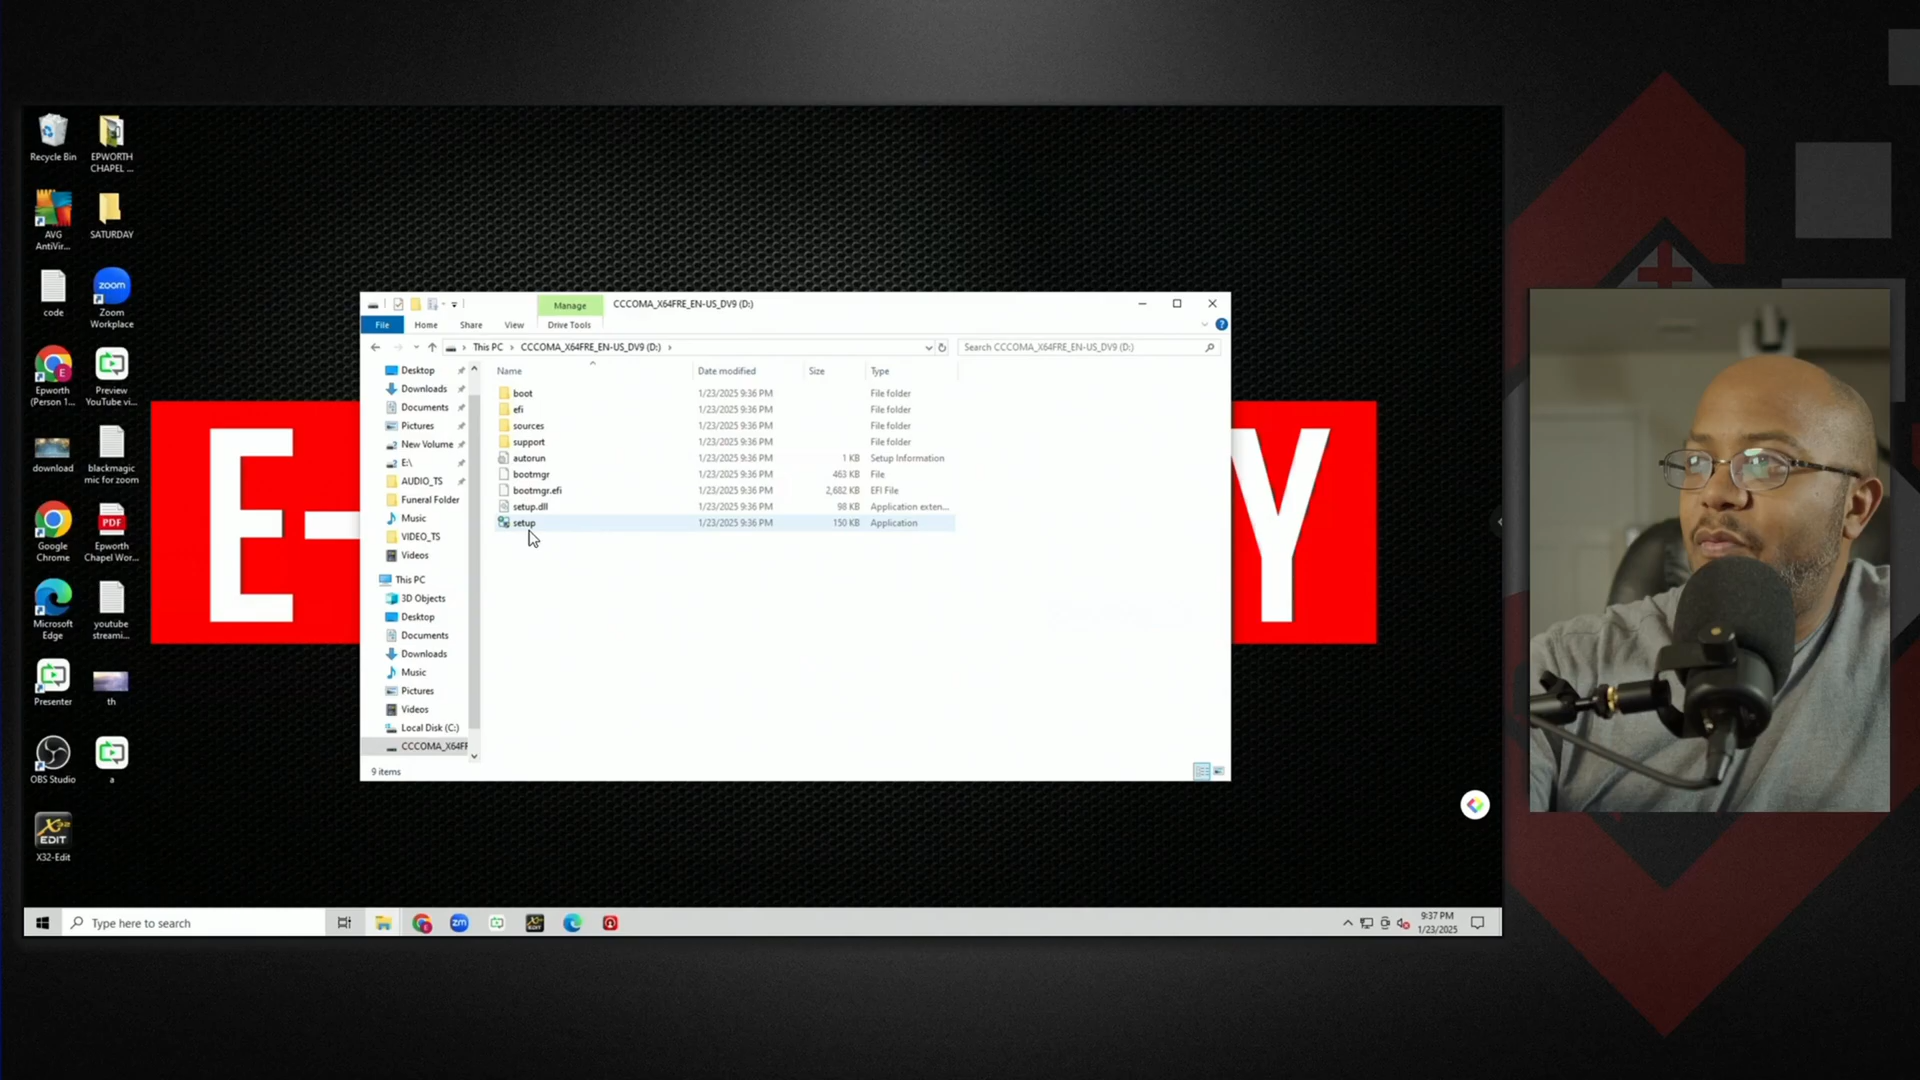 Recycle Bin
EPWORTH
CHAPEL ...
AVG
AntiVir...
SATURDAY
code
zoom
Zoom
Workplace
Epworth
(Person 1...
Preview
YouTube vi...
download
blackmagic
mic for zoom
Google
Chrome
PDF
Epworth
Chapel Wor...
Microsoft
Edge
youtube
streami...
Presenter
th
OBS Studio
a
EDIT
X32-Edit
E-
Y
Manage
CCCOMA_X64FRE_EN-US_DV9 (D:)
File
Home
Share
View
Drive Tools
This PC
CCCOMA_X64FRE_EN-US_DV9 (D:)
Search CCCOMA_X64FRE_EN-US_DV9 (D:)
Desktop
Downloads
Documents
Pictures
New Volume
E:\
AUDIO_TS
Funeral Folder
Music
VIDEO_TS
Videos
This PC
3D Objects
Desktop
Documents
Downloads
Music
Pictures
Videos
Local Disk (C:)
CCCOMA_X64FR
Name Date modified Size Type
boot 1/23/2025 9:36 PM File folder
efi 1/23/2025 9:36 PM File folder
sources 1/23/2025 9:36 PM File folder
support 1/23/2025 9:36 PM File folder
autorun 1/23/2025 9:36 PM 1 KB Setup Information
bootmgr 1/23/2025 9:36 PM 463 KB File
bootmgr.efi 1/23/2025 9:36 PM 2,682 KB EFI File
setup.dll 1/23/2025 9:36 PM 98 KB Application exten...
setup 1/23/2025 9:36 PM 150 KB Application
9 items
Type here to search
zm
9:37 PM
1/23/2025